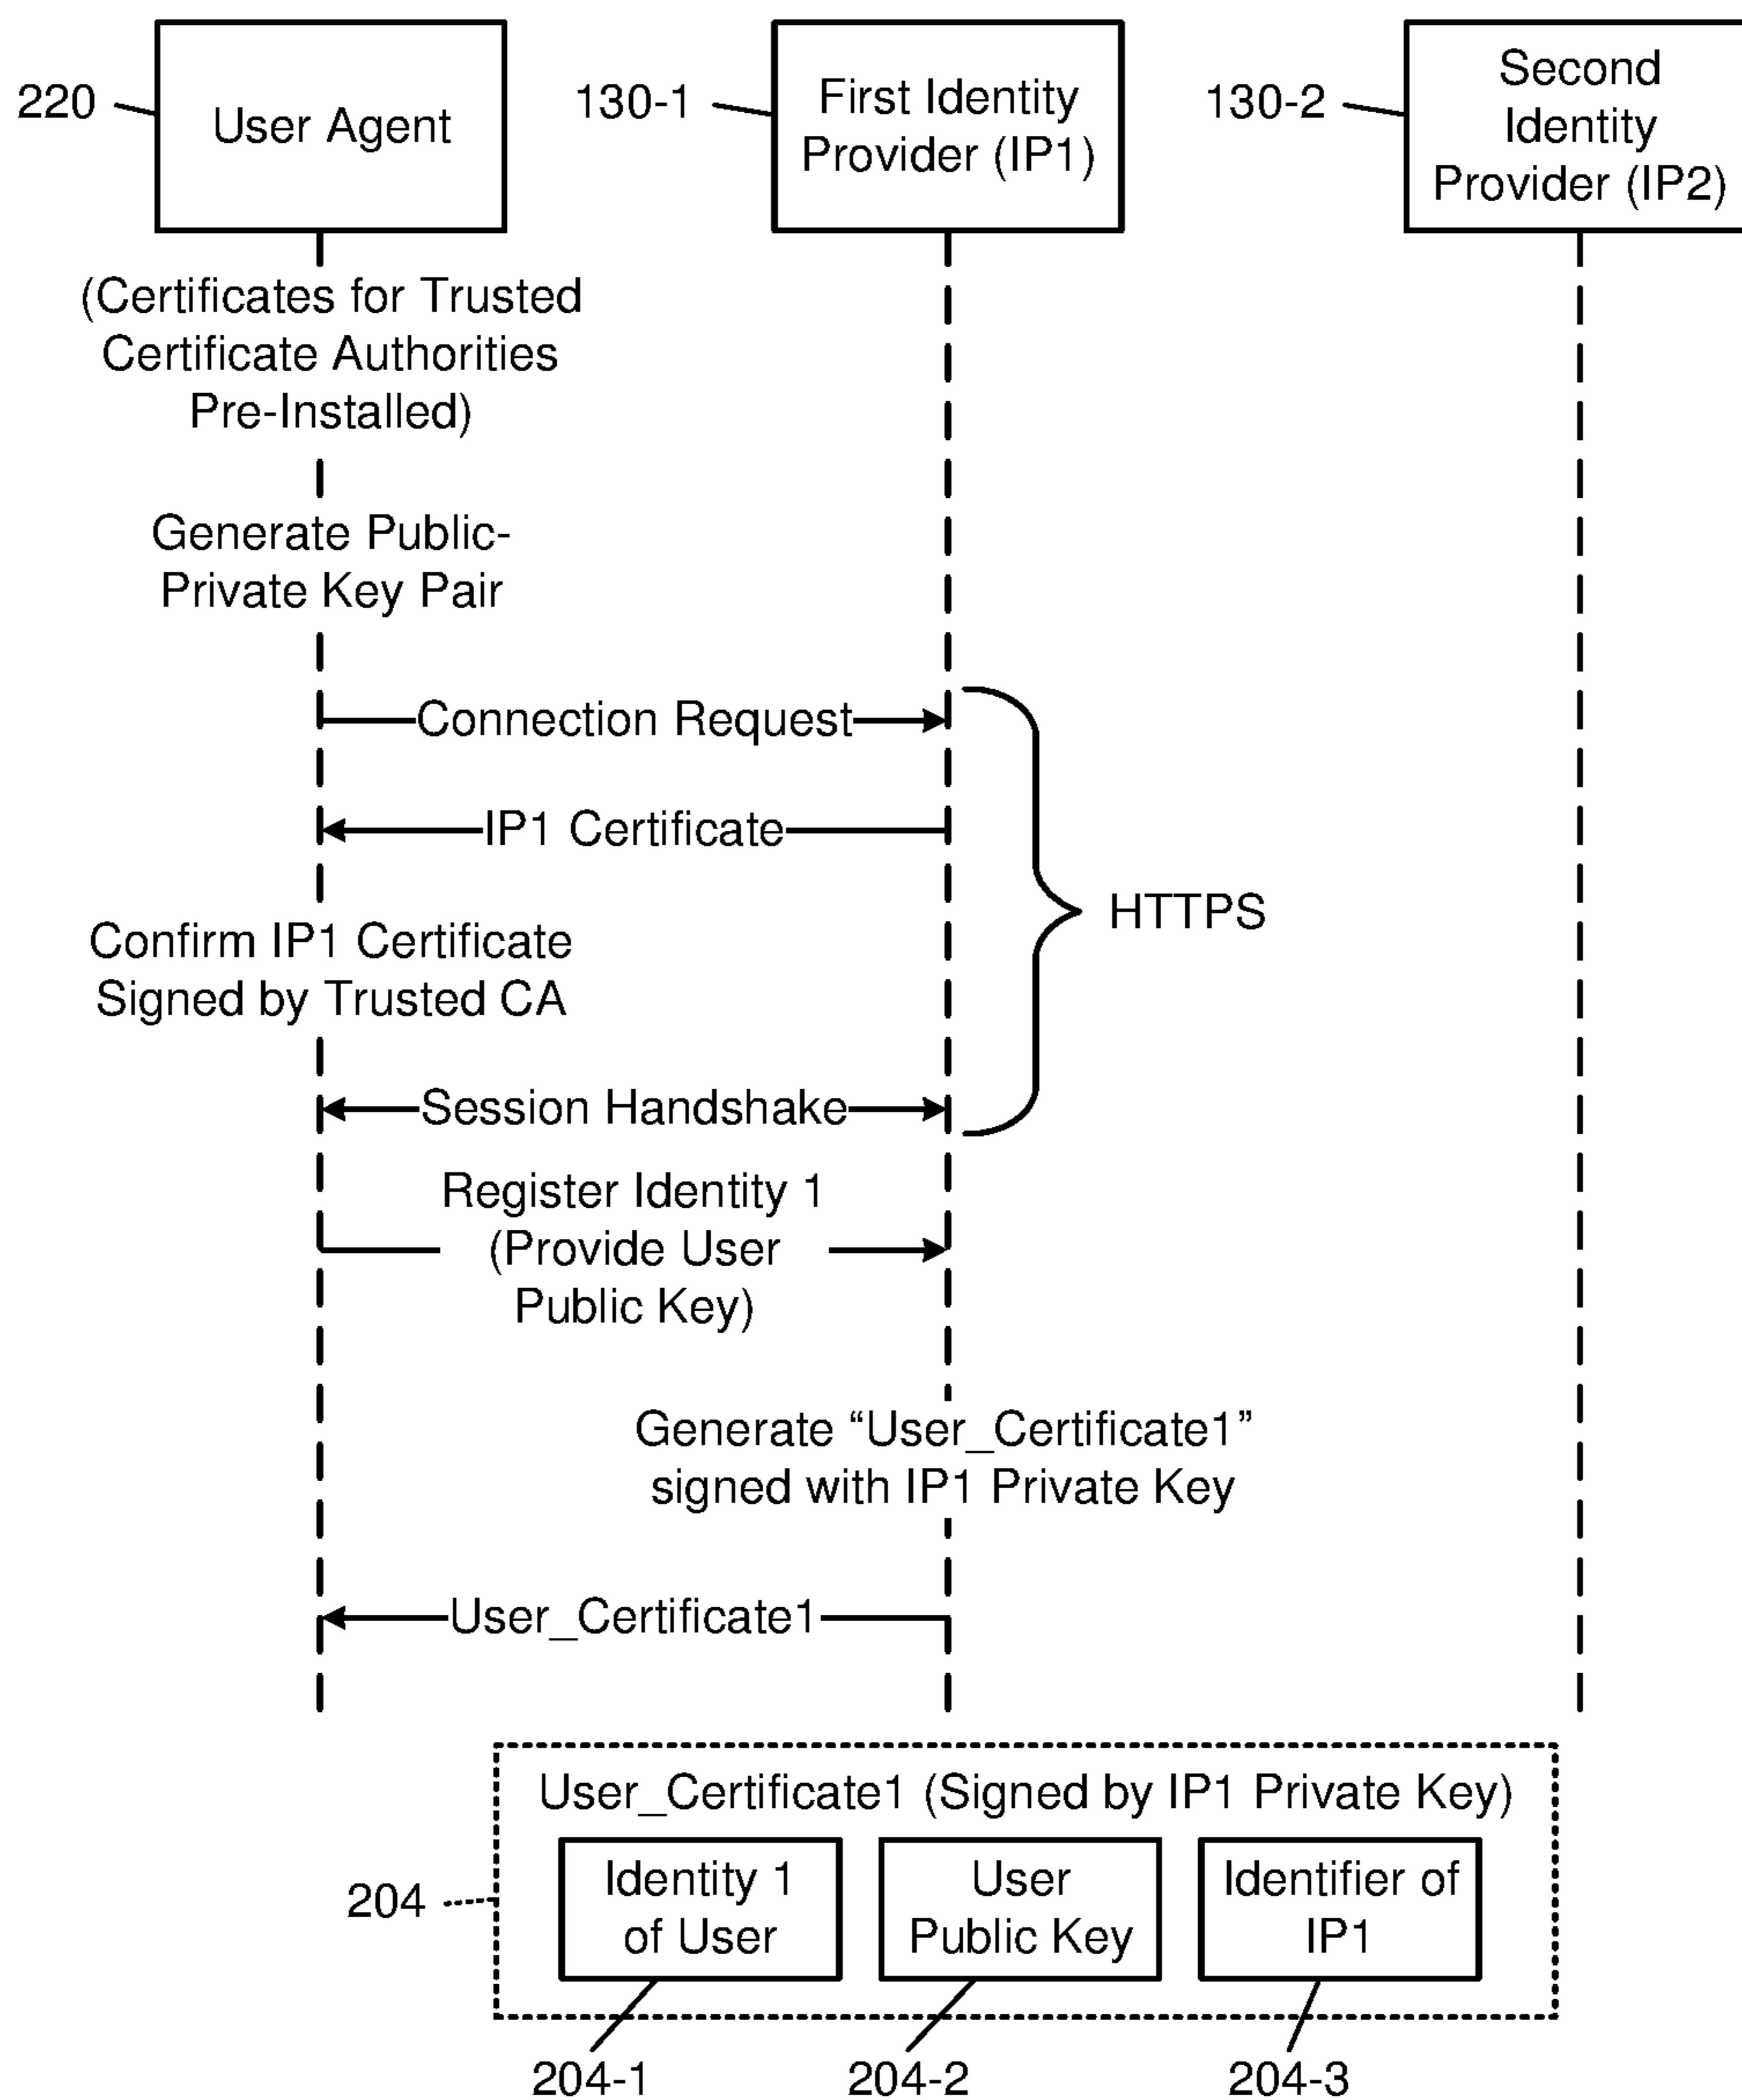 220
User Agent
130-1
First Identity
Provider (IP1)
130-2
Second
Identity
Provider (IP2)
(Certificates for Trusted
Certificate Authorities
Pre-Installed)
Generate Public-
Private Key Pair
Connection Request
IP1 Certificate
HTTPS
Confirm IP1 Certificate
Signed by Trusted CA
Session Handshake
Register Identity 1
(Provide User
Public Key)
Generate “User_Certificate1”
signed with IP1 Private Key
User_Certificate1
User_Certificate1 (Signed by IP1 Private Key)
204
Identity 1
of User
User
Public Key
Identifier of
IP1
204-1
204-2
204-3